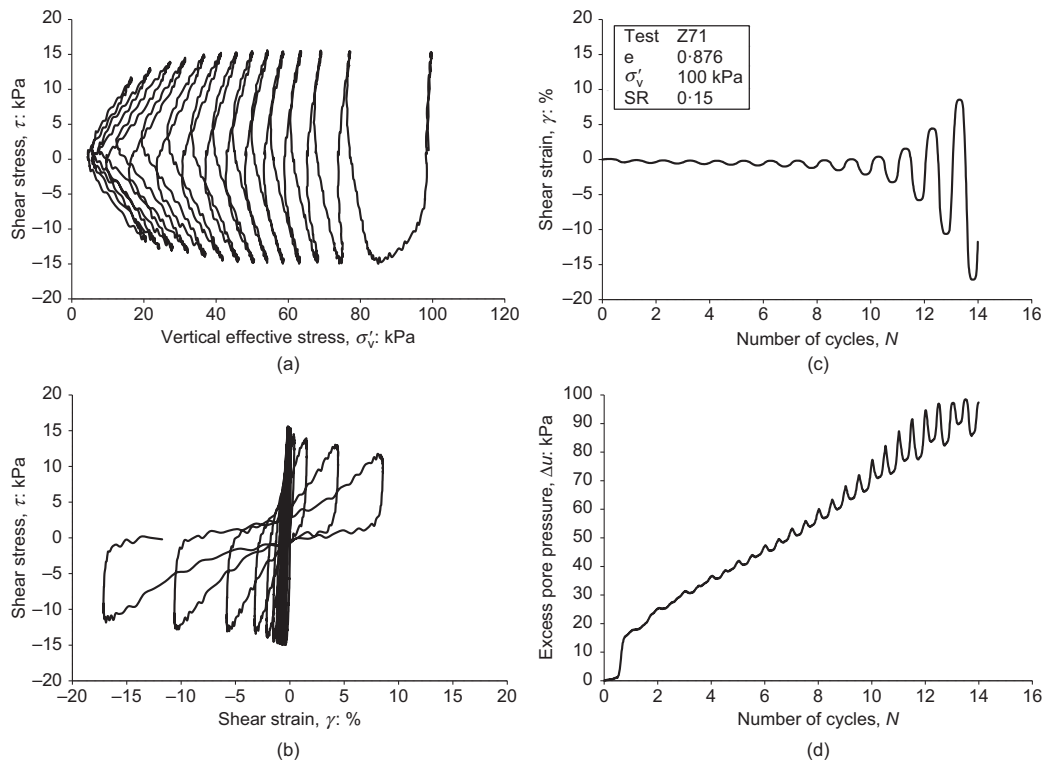 20
15
10
5
0
–5
–10
–15
–20
Shear stress, τ: kPa
0 20 40 60 80 100 120
Vertical effective stress, σ′v: kPa
(a)
20
15
10
5
0
–5
–10
–15
–20
Shear strain, γ: %
Test Z71
e 0·876
σ′v 100 kPa
SR 0·15
0 2 4 6 8 10 12 14 16
Number of cycles, N
(c)
20
15
10
5
0
–5
–10
–15
–20
Shear stress, τ: kPa
–20 –15 –10 –5 0 5 10 15 20
Shear strain, γ: %
(b)
100
90
80
70
60
50
40
30
20
10
0
Excess pore pressure, Δu: kPa
0 2 4 6 8 10 12 14 16
Number of cycles, N
(d)